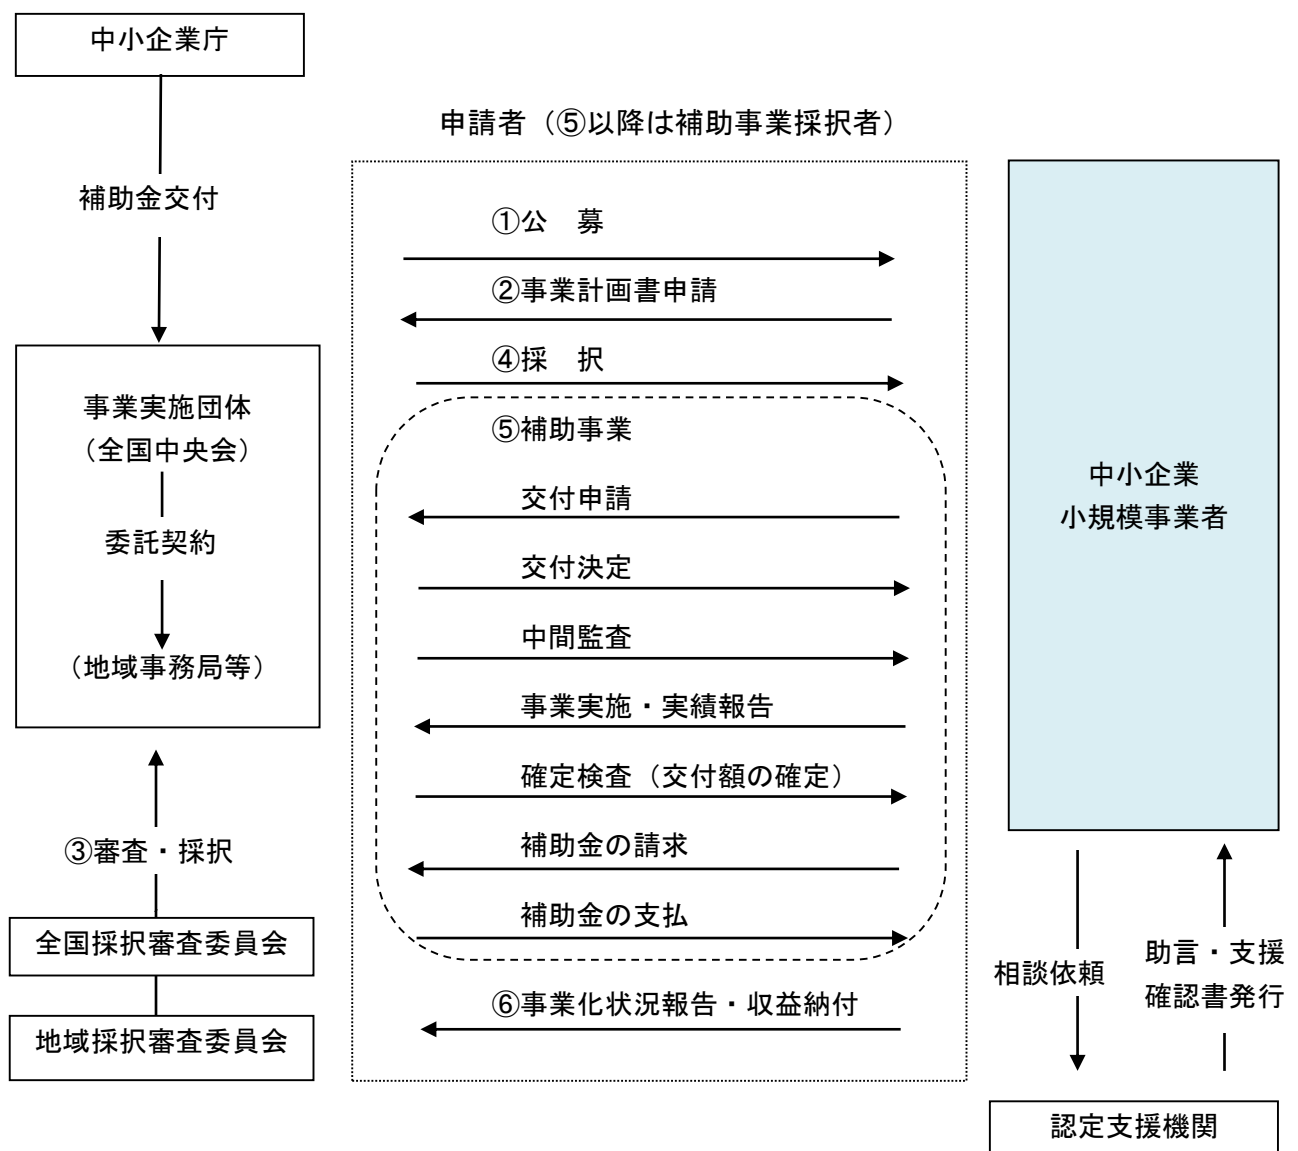 中小企業庁
補助金交付
事業実施団体
（全国中央会）
委託契約
（地域事務局等）
③審査・採択
全国採択審査委員会
地域採択審査委員会
申請者（⑤以降は補助事業採択者）
①公　募
②事業計画書申請
④採　択
⑤補助事業
交付申請
交付決定
中間監査
事業実施・実績報告
確定検査（交付額の確定）
補助金の請求
補助金の支払
⑥事業化状況報告・収益納付
中小企業
小規模事業者
相談依頼
助言・支援
確認書発行
認定支援機関